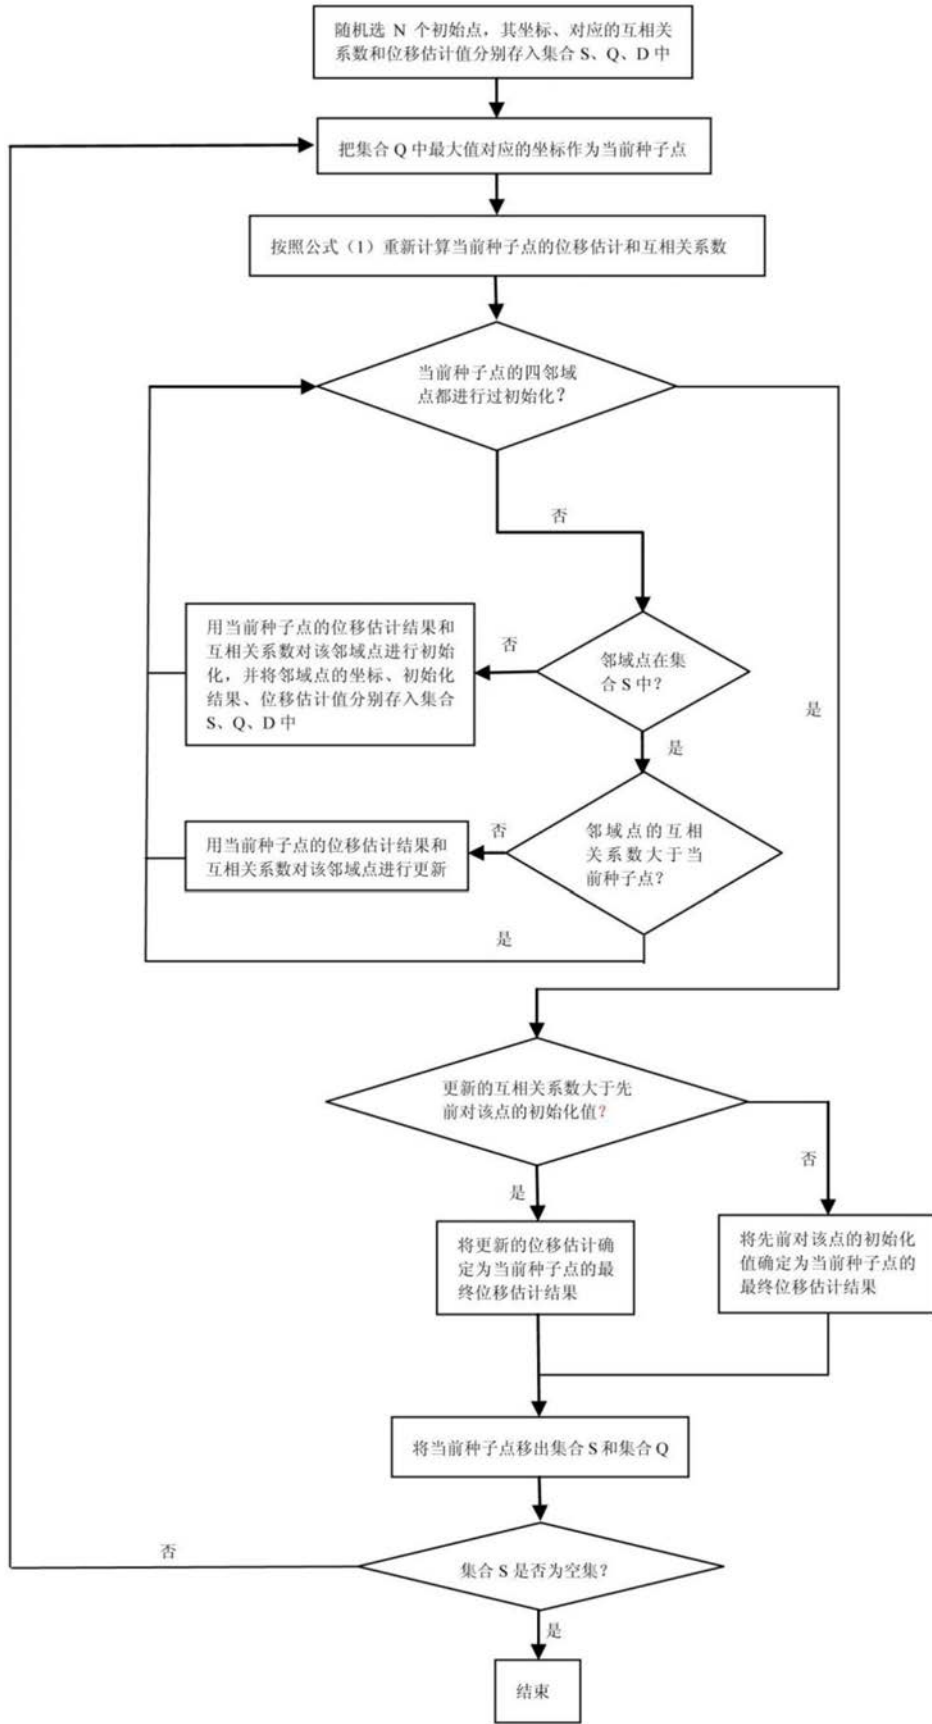 随机选 N 个初始点，其坐标、对应的互相关
系数和位移估计值分别存入集合 S、Q、D 中
把集合 Q 中最大值对应的坐标作为当前种子点
按照公式（1）重新计算当前种子点的位移估计和互相关系数
当前种子点的四邻域
点都进行过初始化？
否
用当前种子点的位移估计结果和
互相关系数对该邻域点进行初始
化，并将邻域点的坐标、初始化
结果、位移估计值分别存入集合
S、Q、D 中
否
邻域点在集
合 S 中？
是
是
用当前种子点的位移估计结果和
互相关系数对该邻域点进行更新
否
邻域点的互相
关系数大于当
前种子点？
是
更新的互相关系数大于先
前对该点的初始化值？
否
是
将更新的位移估计确
定为当前种子点的最
终位移估计结果
将先前对该点的初始化
值确定为当前种子点的
最终位移估计结果
将当前种子点移出集合 S 和集合 Q
否
集合 S 是否为空集？
是
结束